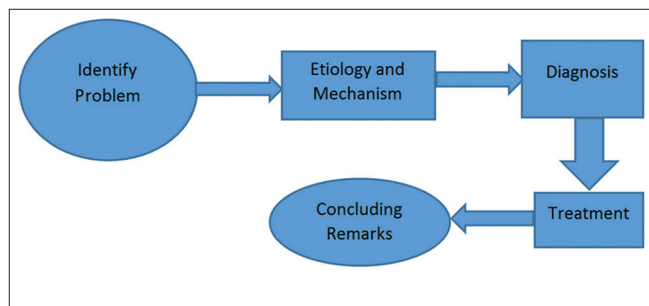 Identify
Problem
Etiology and
Mechanism
Diagnosis
Treatment
Concluding
Remarks